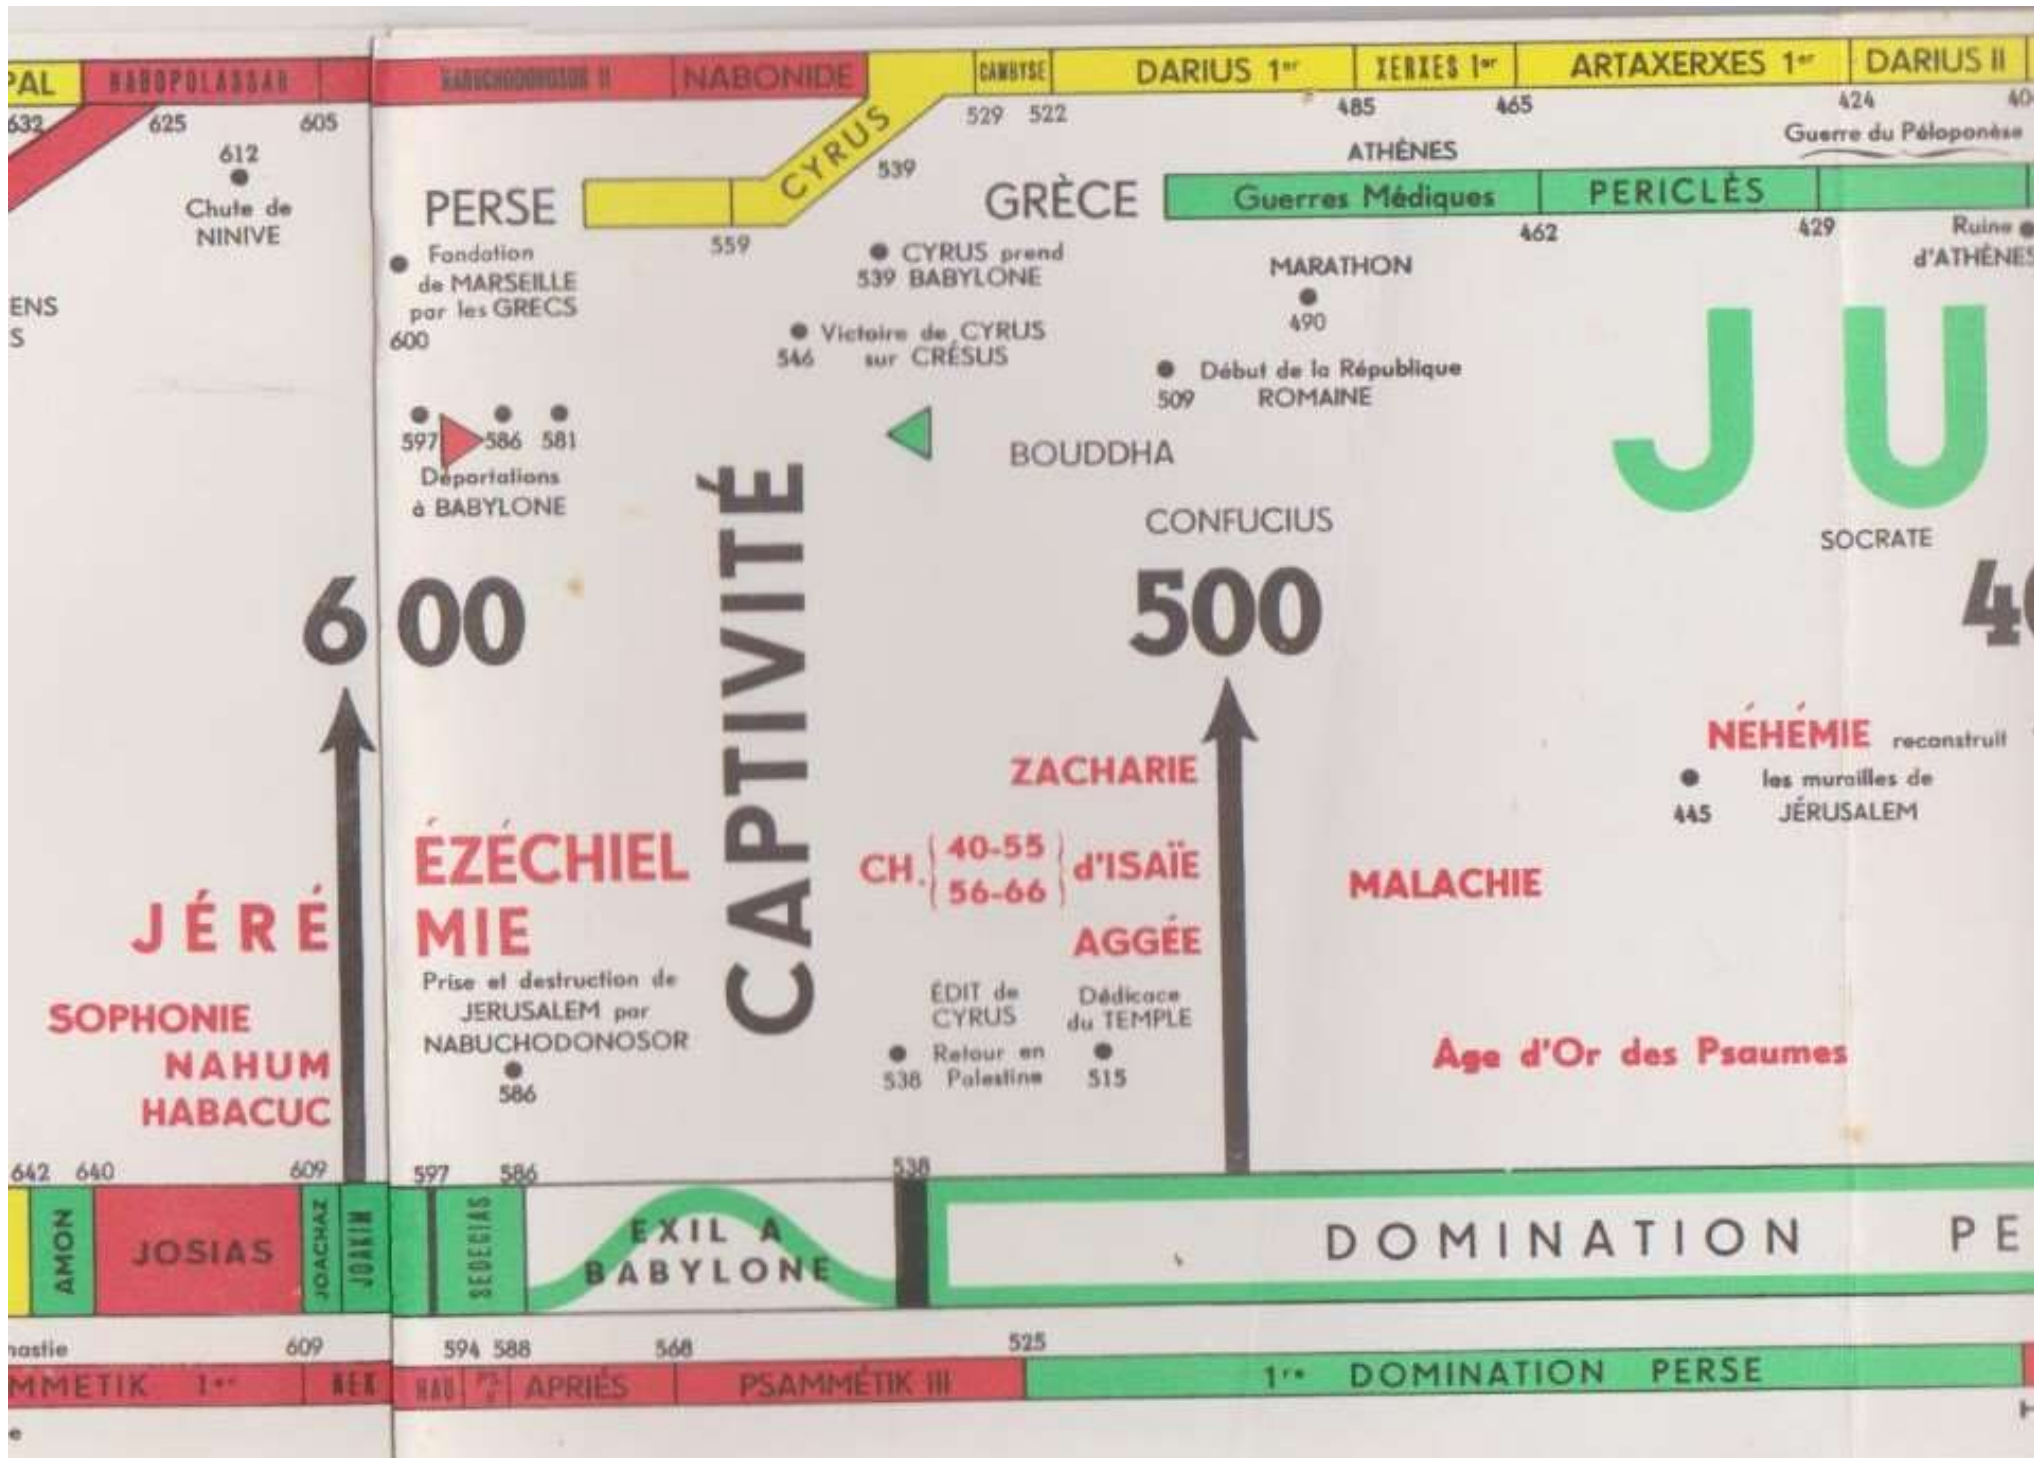 PAL NABOPOLASSAR NABUCHODONOSOR II NABONIDE CAMBYSE DARIUS 1er XERXES 1er ARTAXERXES 1er DARIUS II
632 625 605 529 522 485 465 424 40
CYRUS
539
559
612
Chute de
NINIVE
PERSE
GRÈCE
ATHÈNES
Guerres Médiques PERICLÈS
462 429
Guerre du Péloponèse
Ruine
d'ATHÈNES
Fondation
de MARSEILLE
par les GRECS
600
CYRUS prend
539 BABYLONE
MARATHON
490
ENS
S
Victoire de CYRUS
546 sur CRÉSUS
Début de la République
509 ROMAINE
597 586 581
Déportations
à BABYLONE
BOUDDHA
CONFUCIUS
JU
SOCRATE
600 500 40
CAPTIVITÉ
NÉHÉMIE reconstruit
les murailles de
445 JÉRUSALEM
ZACHARIE
ÉZÉCHIEL
CH. 40-55 d'ISAÏE
56-66
MALACHIE
JÉRÉ MIE
AGGÉE
Prise et destruction de
JERUSALEM par
NABUCHODONOSOR
586
SOPHONIE
NAHUM
HABACUC
ÉDIT de
CYRUS
Retour en
538 Palestine
Dédicace
du TEMPLE
515
Age d'Or des Psaumes
642 640 609 597 586 538
AMON JOSIAS JOACHAZ JOAKIM SEDECIAS
EXIL A
BABYLONE
DOMINATION PE
nastie 609 594 588 568 525
MMETIK 1er NEK HAO PS. APRIÈS PSAMMÉTIK III 1re DOMINATION PERSE
e